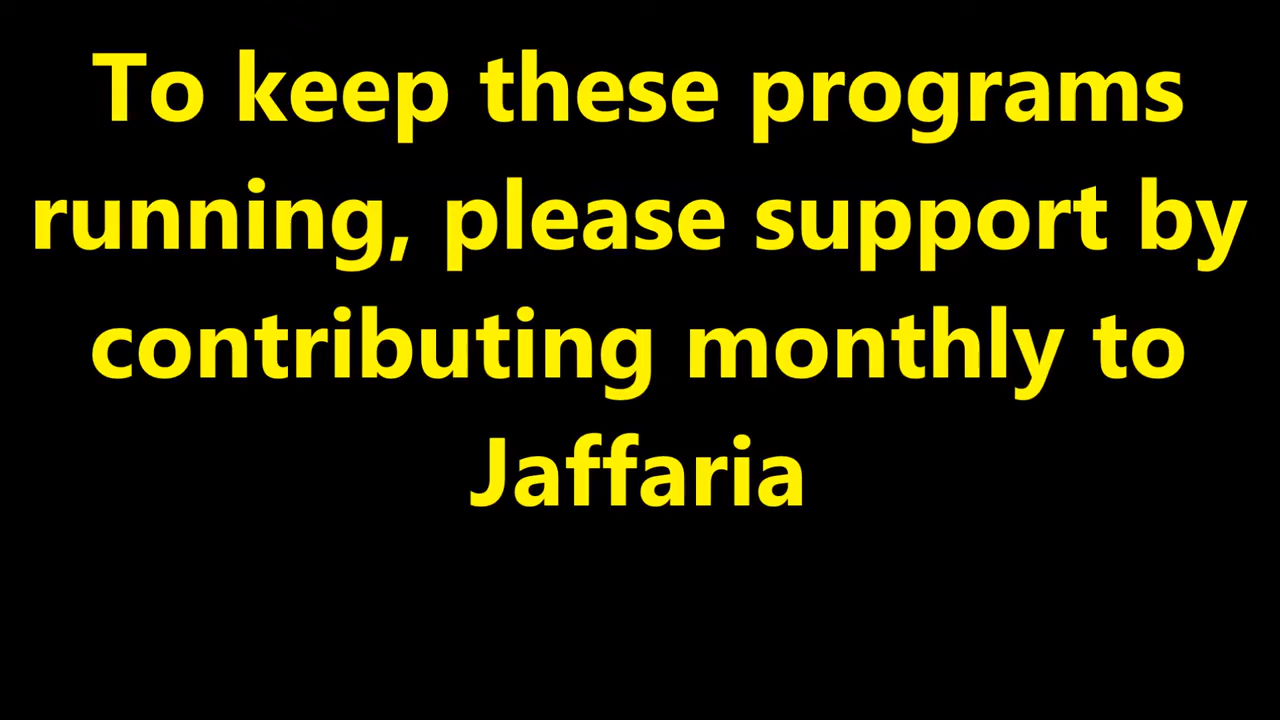 To keep these programs
running, please support by
contributing monthly to
Jaffaria